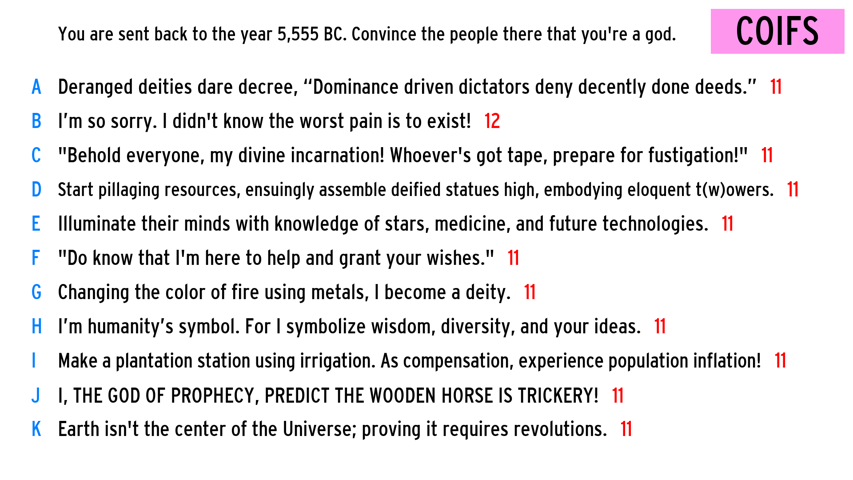 You are sent back to the year 5,555 BC. Convince the people there that you're a god.
COIFS
A Deranged deities dare decree, “Dominance driven dictators deny decently done deeds.” 11
B I’m so sorry. I didn't know the worst pain is to exist! 12
C "Behold everyone, my divine incarnation! Whoever's got tape, prepare for fustigation!" 11
D Start pillaging resources, ensuingly assemble deified statues high, embodying eloquent t(w)owers. 11
E Illuminate their minds with knowledge of stars, medicine, and future technologies. 11
F "Do know that I'm here to help and grant your wishes." 11
G Changing the color of fire using metals, I become a deity. 11
H I’m humanity’s symbol. For I symbolize wisdom, diversity, and your ideas. 11
I Make a plantation station using irrigation. As compensation, experience population inflation! 11
J I, THE GOD OF PROPHECY, PREDICT THE WOODEN HORSE IS TRICKERY! 11
K Earth isn't the center of the Universe; proving it requires revolutions. 11